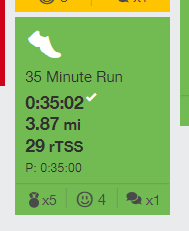 35 Minute Run
0:35:02
3.87 mi
29 rTSS
P: 0:35:00
x5 4 x1